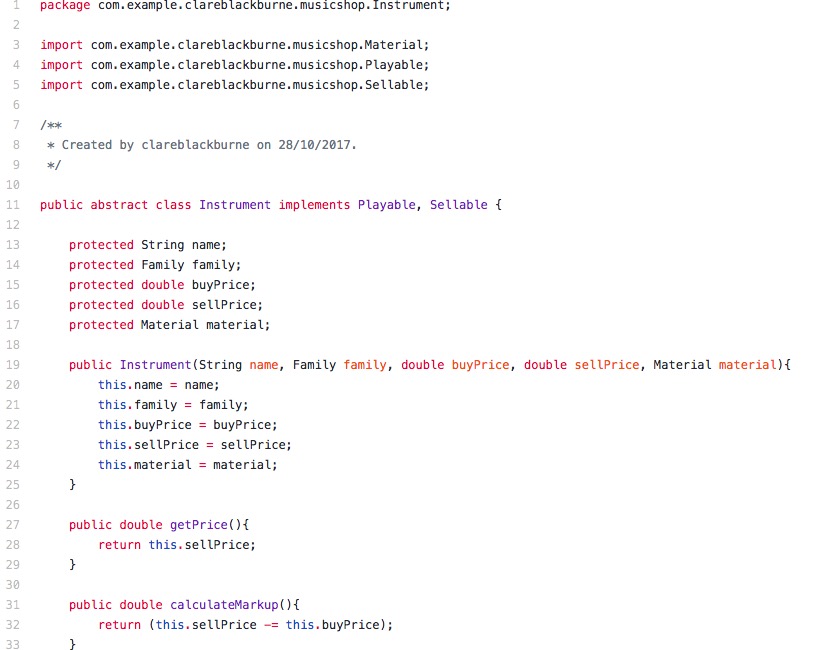 1 package com.example.clareblackburne.musicshop.Instrument;
2
3 import com.example.clareblackburne.musicshop.Material;
4 import com.example.clareblackburne.musicshop.Playable;
5 import com.example.clareblackburne.musicshop.Sellable;
6
7 /**
8  * Created by clareblackburne on 28/10/2017.
9  */
10
11 public abstract class Instrument implements Playable, Sellable {
12
13     protected String name;
14     protected Family family;
15     protected double buyPrice;
16     protected double sellPrice;
17     protected Material material;
18
19     public Instrument(String name, Family family, double buyPrice, double sellPrice, Material material){
20         this.name = name;
21         this.family = family;
22         this.buyPrice = buyPrice;
23         this.sellPrice = sellPrice;
24         this.material = material;
25     }
26
27     public double getPrice(){
28         return this.sellPrice;
29     }
30
31     public double calculateMarkup(){
32         return (this.sellPrice -= this.buyPrice);
33     }